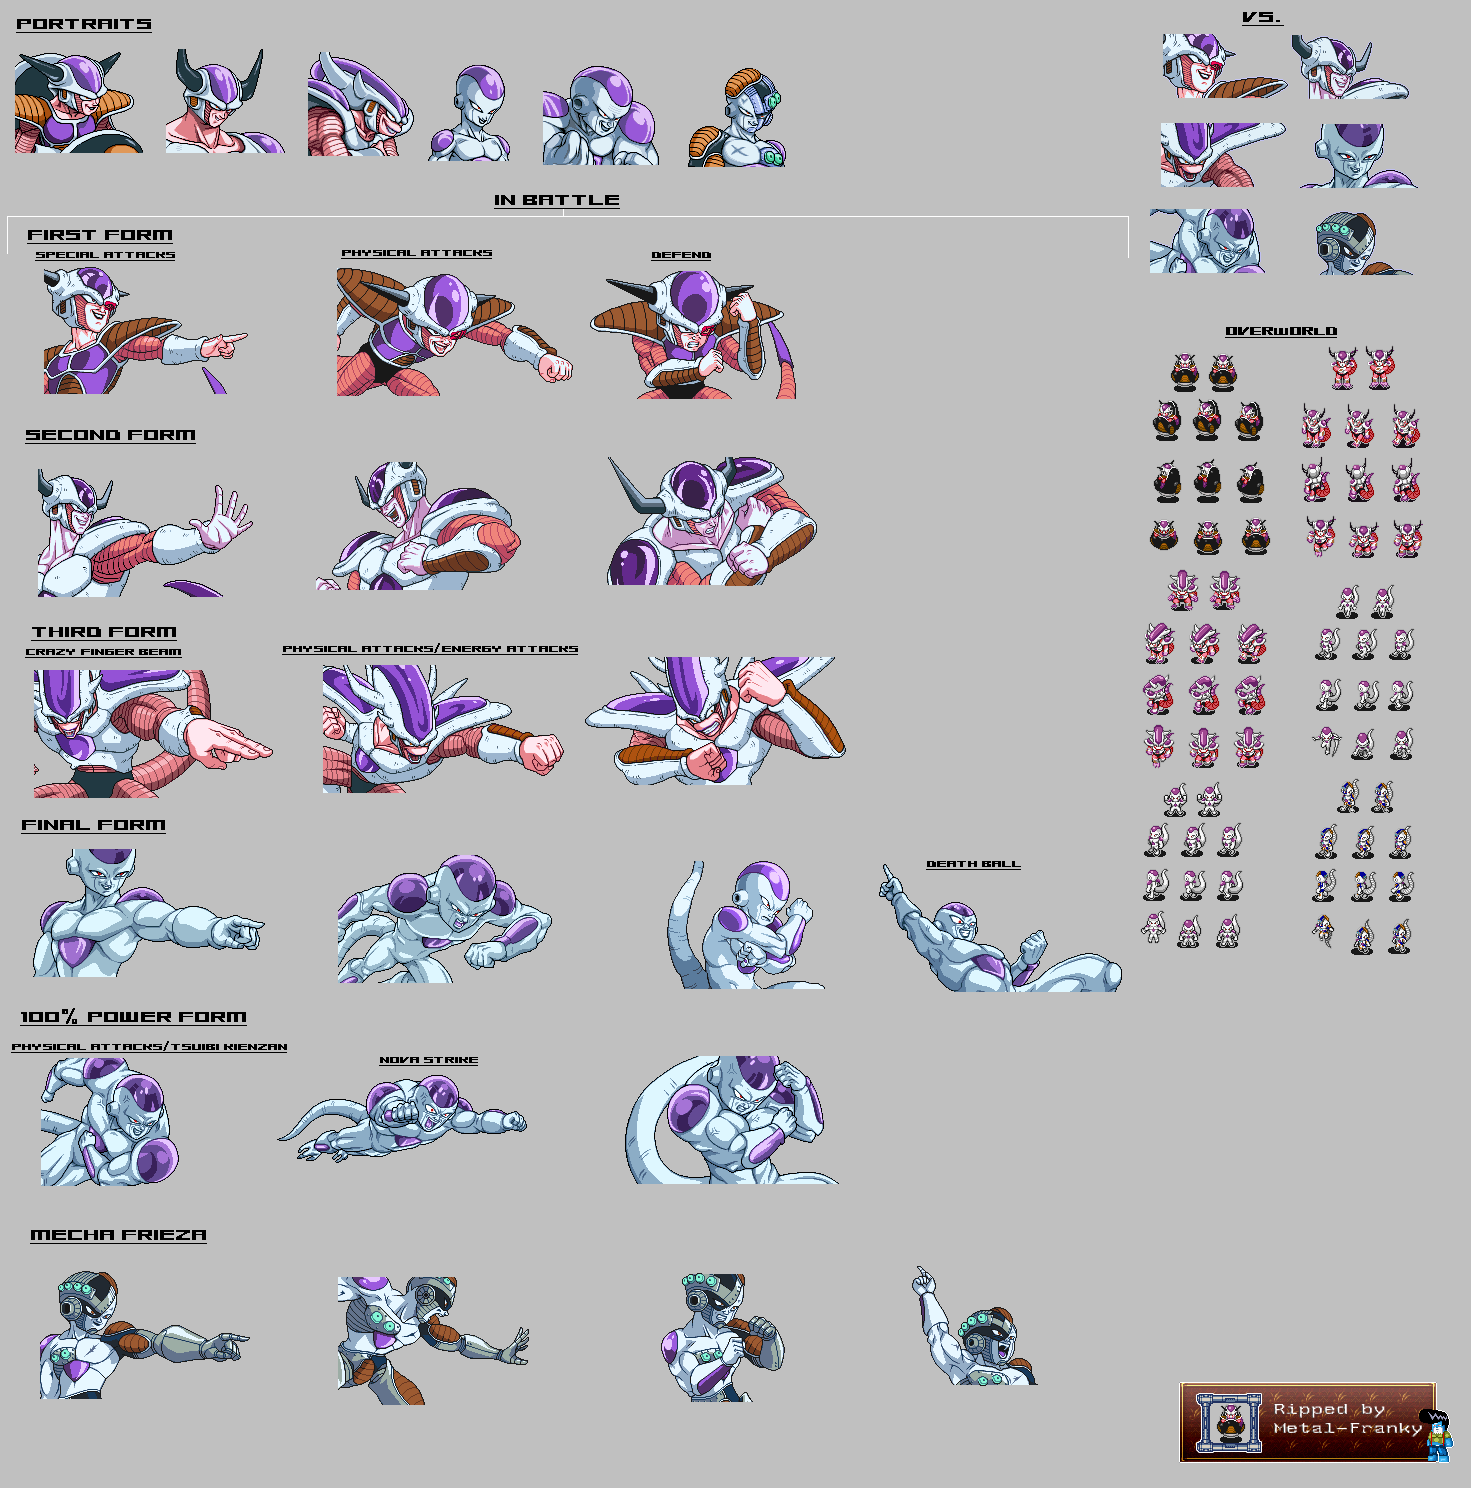 PORTRAITS
VS.
IN BATTLE
FIRST FORM
SPECIAL ATTACKS
PHYSICAL ATTACKS
DEFEND
OVERWORLD
SECOND FORM
THIRD FORM
CRAZY FINGER BEAM
PHYSICAL ATTACKS/ENERGY ATTACKS
FINAL FORM
DEATH BALL
100% POWER FORM
PHYSICAL ATTACKS/TSUIBI KIENZAN
NOVA STRIKE
MECHA FRIEZA
Ripped by
Metal-Franky